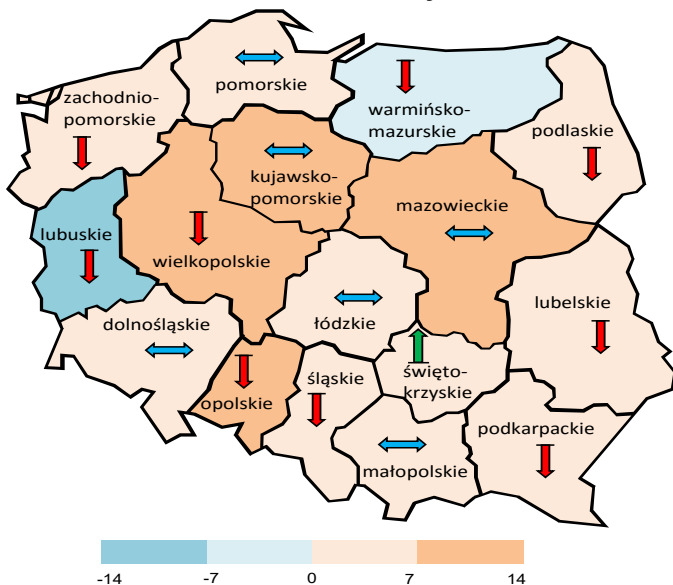 pomorskie
zachodnio-
pomorskie
warmińsko-
mazurskie
podlaskie
kujawsko-
pomorskie
mazowieckie
lubuskie
wielkopolskie
lubelskie
dolnośląskie
łódzkie
święto-
krzyskie
śląskie
opolskie
podkarpackie
małopolskie
-14 -7 0 7 14